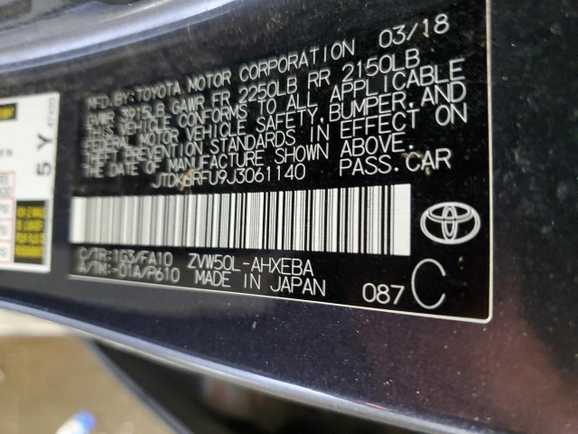 MFD.BY:TOYOTA MOTOR CORPORATION 03/18
GVWR 3915LB GAWR FR 2250LB RR 2150LB
THIS VEHICLE CONFORMS TO ALL APPLICABLE
FEDERAL MOTOR VEHICLE SAFETY,BUMPER,AND
THEFT PREVENTION STANDARDS IN EFFECT ON
THE DATE OF MANUFACTURE SHOWN ABOVE.
JTDKBRFU9J3061140 PASS.CAR
C/TR:1G3/FA10 ZVW50L-AHXEBA
A/TM:-01A/P610 MADE IN JAPAN
087 C
5 Y